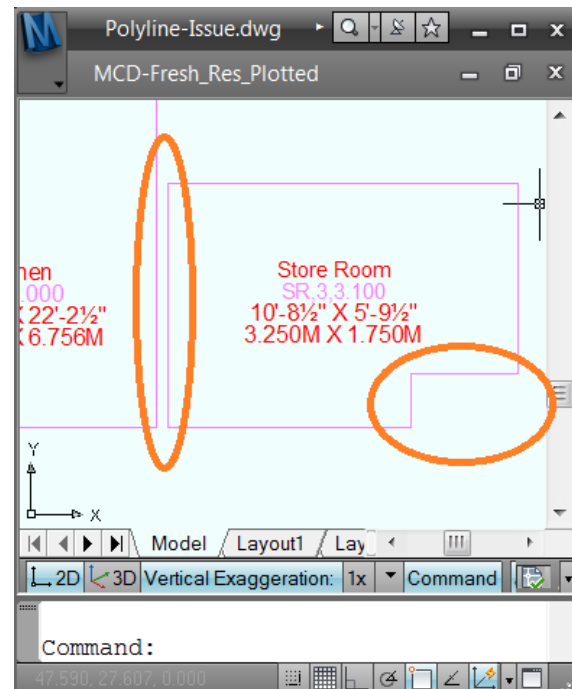 Polyline-Issue.dwg
MCD-Fresh_Res_Plotted
hen
.000
X 22'-2½"
X 6.756M
Store Room
SR,3,3.100
10'-8½" X 5'-9½"
3.250M X 1.750M
Y
X
Model Layout1 Lay
2D 3D Vertical Exaggeration: 1x Command
Command:
47.590, 27.607, 0.000